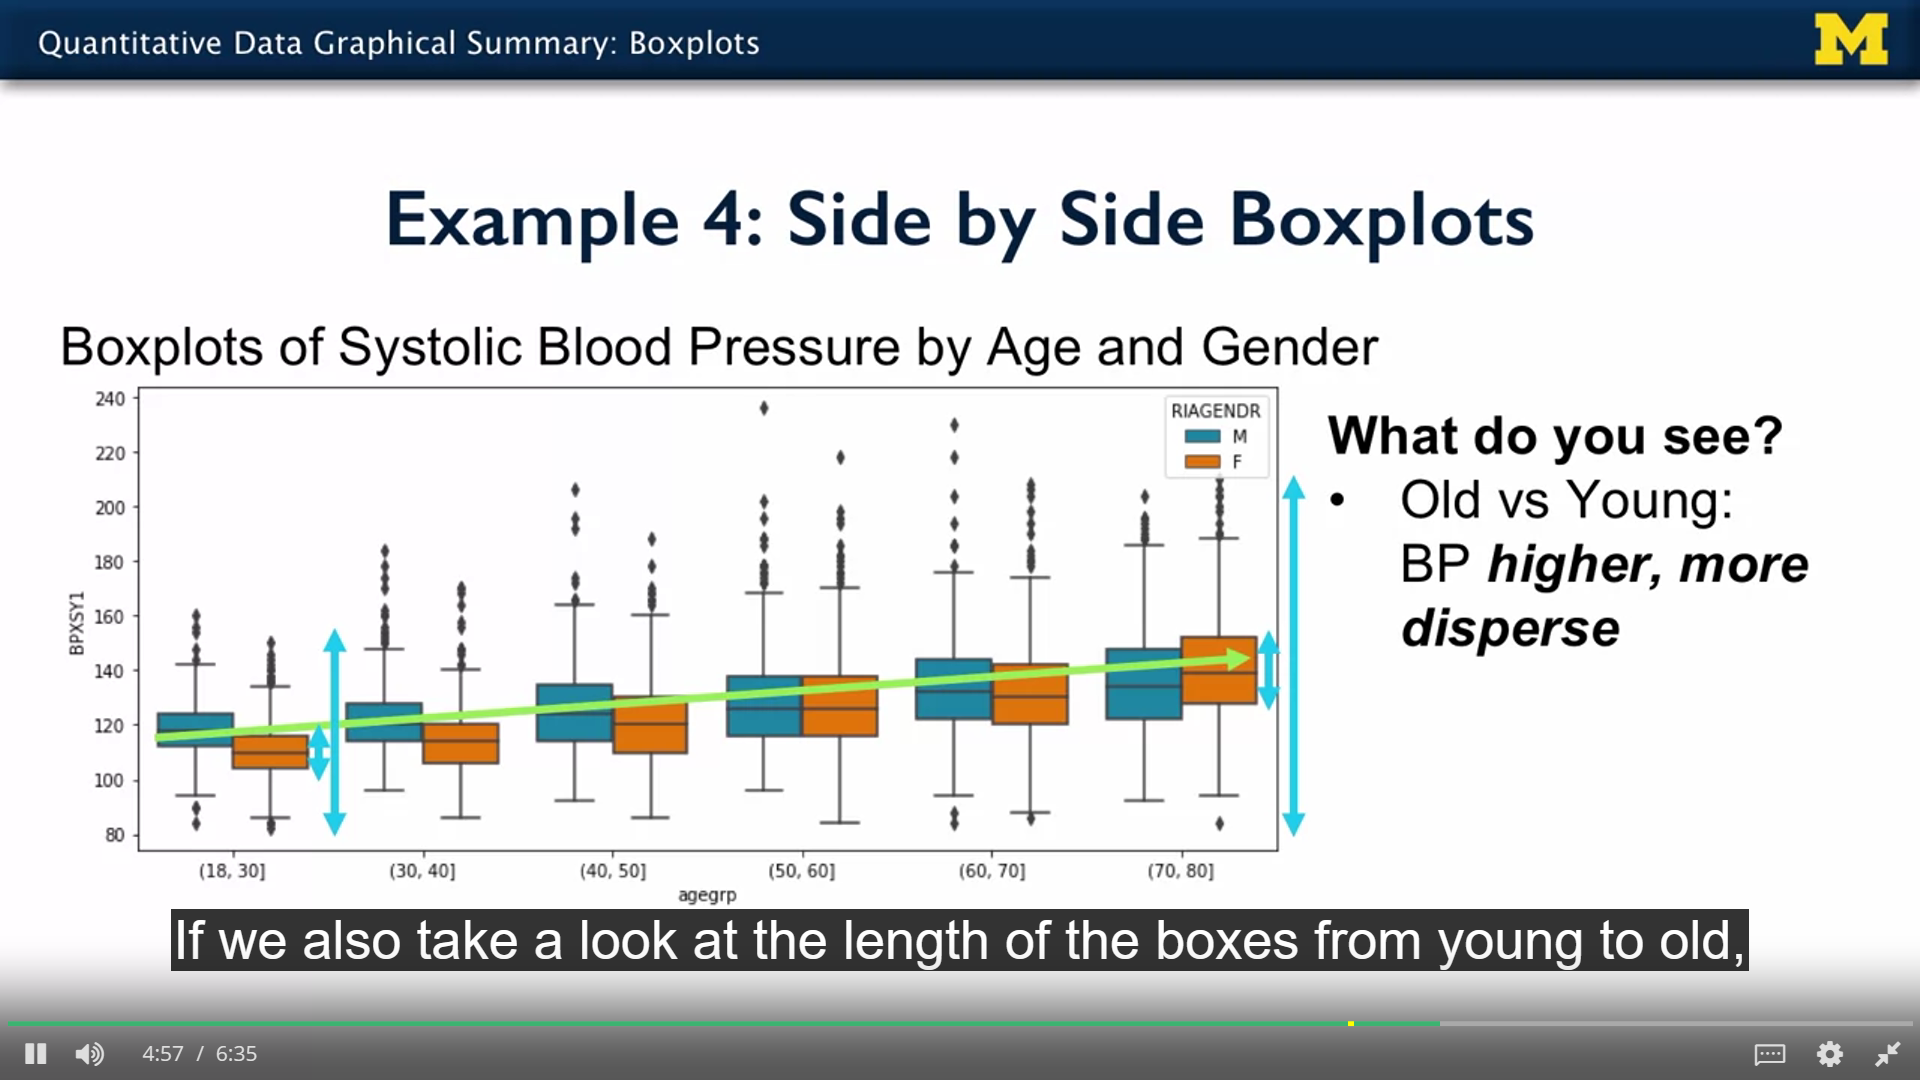 Quantitative Data Graphical Summary: Boxplots
M
Example 4: Side by Side Boxplots
Boxplots of Systolic Blood Pressure by Age and Gender
240
220
200
180
160
140
120
100
80
BPXSY1
RIAGENDR
M
F
(18, 30]
(30, 40]
(40, 50]
(50, 60]
(60, 70]
(70, 80]
agegrp
What do you see?
• Old vs Young:
BP higher, more
disperse
If we also take a look at the length of the boxes from young to old,
4:57 / 6:35